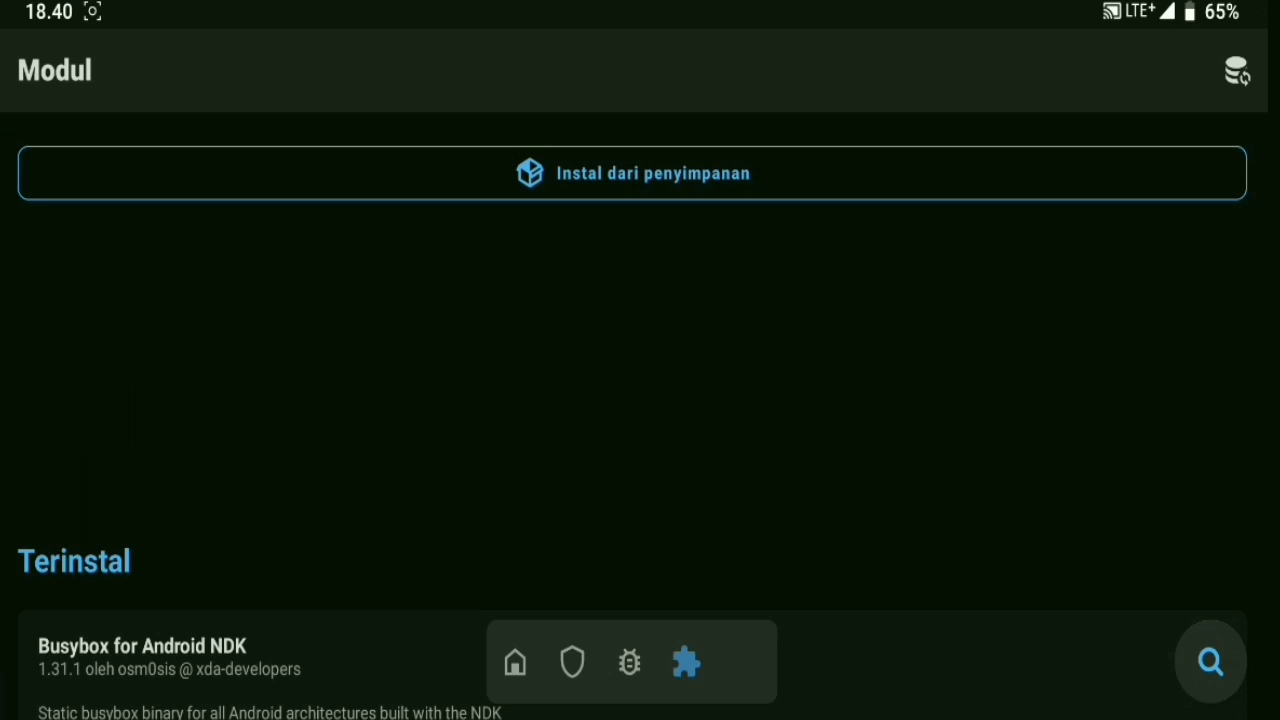 18.40 LTE+ 65%
Modul
Instal dari penyimpanan
Terinstal
Busybox for Android NDK
1.31.1 oleh osm0sis @ xda-developers
Static busybox binary for all Android architectures built with the NDK